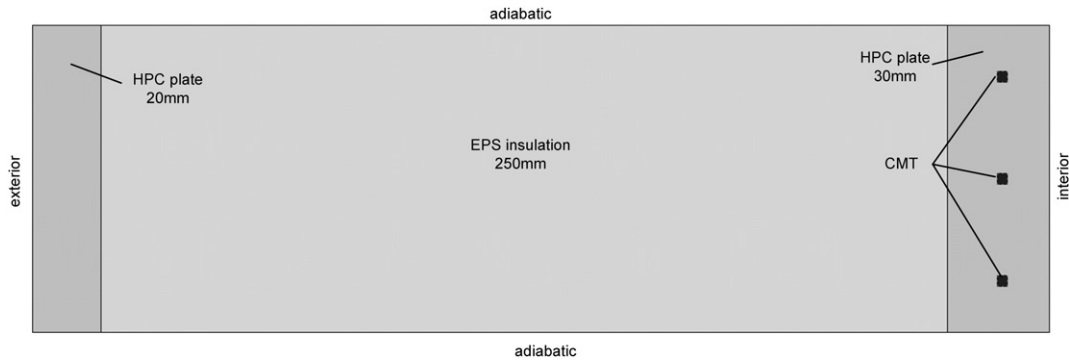 adiabatic
HPC plate
20mm
HPC plate
30mm
EPS insulation
250mm
CMT
exterior
interior
adiabatic